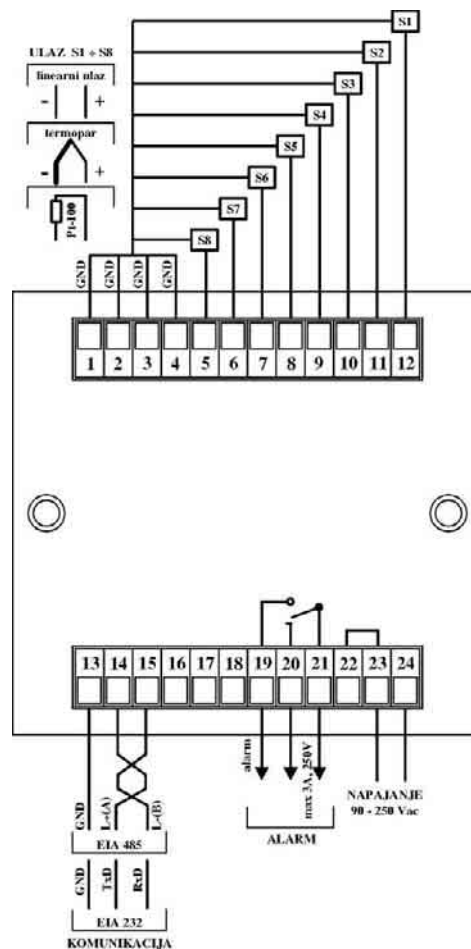 ULAZ S1 ÷ S8
linearni ulaz
- +
termopar
- +
Pt-100
S1
S2
S3
S4
S5
S6
S7
S8
GND GND GND GND
1 2 3 4 5 6 7 8 9 10 11 12
13 14 15 16 17 18 19 20 21 22 23 24
alarm
max 3A, 250V
ALARM
NAPAJANJE
90 - 250 Vac
GND L-(A) L-(B)
EIA 485
GND TxD RxD
EIA 232
KOMUNIKACIJA